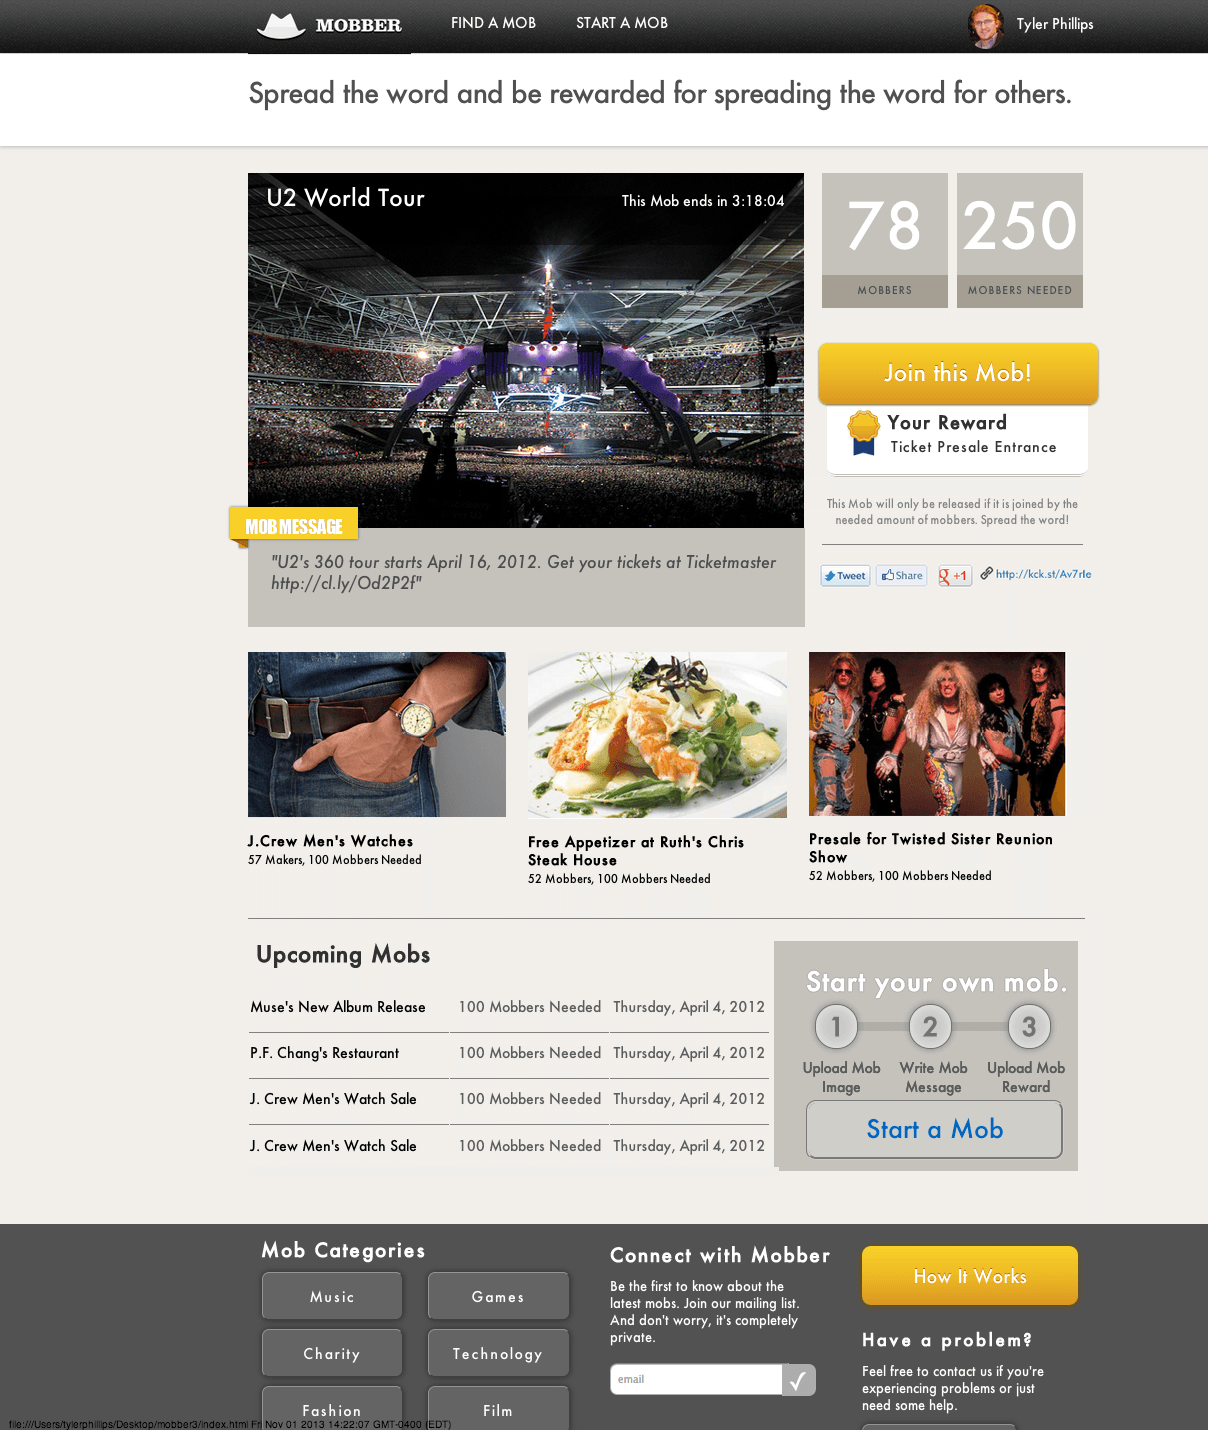 MOBBER
FIND A MOB
START A MOB
Tyler Phillips
Spread the word and be rewarded for spreading the word for others.
U2 World Tour
This Mob ends in 3:18:04
78
MOBBERS
250
MOBBERS NEEDED
Join this Mob!
Your Reward
Ticket Presale Entrance
This Mob will only be released if it is joined by the
needed amount of mobbers. Spread the word!
Tweet
Share
g +1
http://kck.st/Av7rIe
MOB MESSAGE
"U2's 360 tour starts April 16, 2012. Get your tickets at Ticketmaster
http://cl.ly/Od2P2f"
J.Crew Men's Watches
57 Makers, 100 Mobbers Needed
Free Appetizer at Ruth's Chris
Steak House
52 Mobbers, 100 Mobbers Needed
Presale for Twisted Sister Reunion
Show
52 Mobbers, 100 Mobbers Needed
Upcoming Mobs
Muse's New Album Release 100 Mobbers Needed Thursday, April 4, 2012
P.F. Chang's Restaurant 100 Mobbers Needed Thursday, April 4, 2012
J. Crew Men's Watch Sale 100 Mobbers Needed Thursday, April 4, 2012
J. Crew Men's Watch Sale 100 Mobbers Needed Thursday, April 4, 2012
Start your own mob.
1 2 3
Upload Mob
Image
Write Mob
Message
Upload Mob
Reward
Start a Mob
Mob Categories
Music
Games
Charity
Technology
Fashion
Film
Connect with Mobber
Be the first to know about the
latest mobs. Join our mailing list.
And don't worry, it's completely
private.
email
How It Works
Have a problem?
Feel free to contact us if you're
experiencing problems or just
need some help.
file:///Users/tylerphillips/Desktop/mobber3/index.html Fri Nov 01 2013 14:22:07 GMT-0400 (EDT)